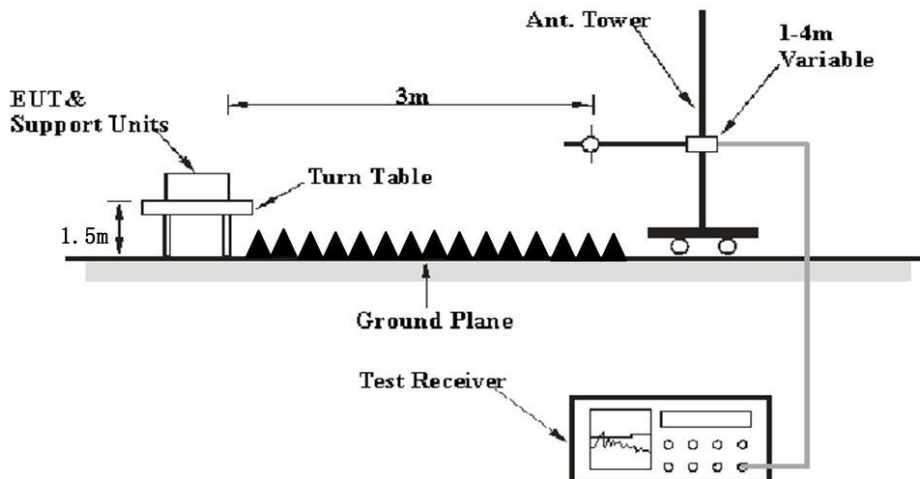 Ant. Tower
1-4m
Variable
EUT &
Support Units
3m
Turn Table
1.5m
Ground Plane
Test Receiver